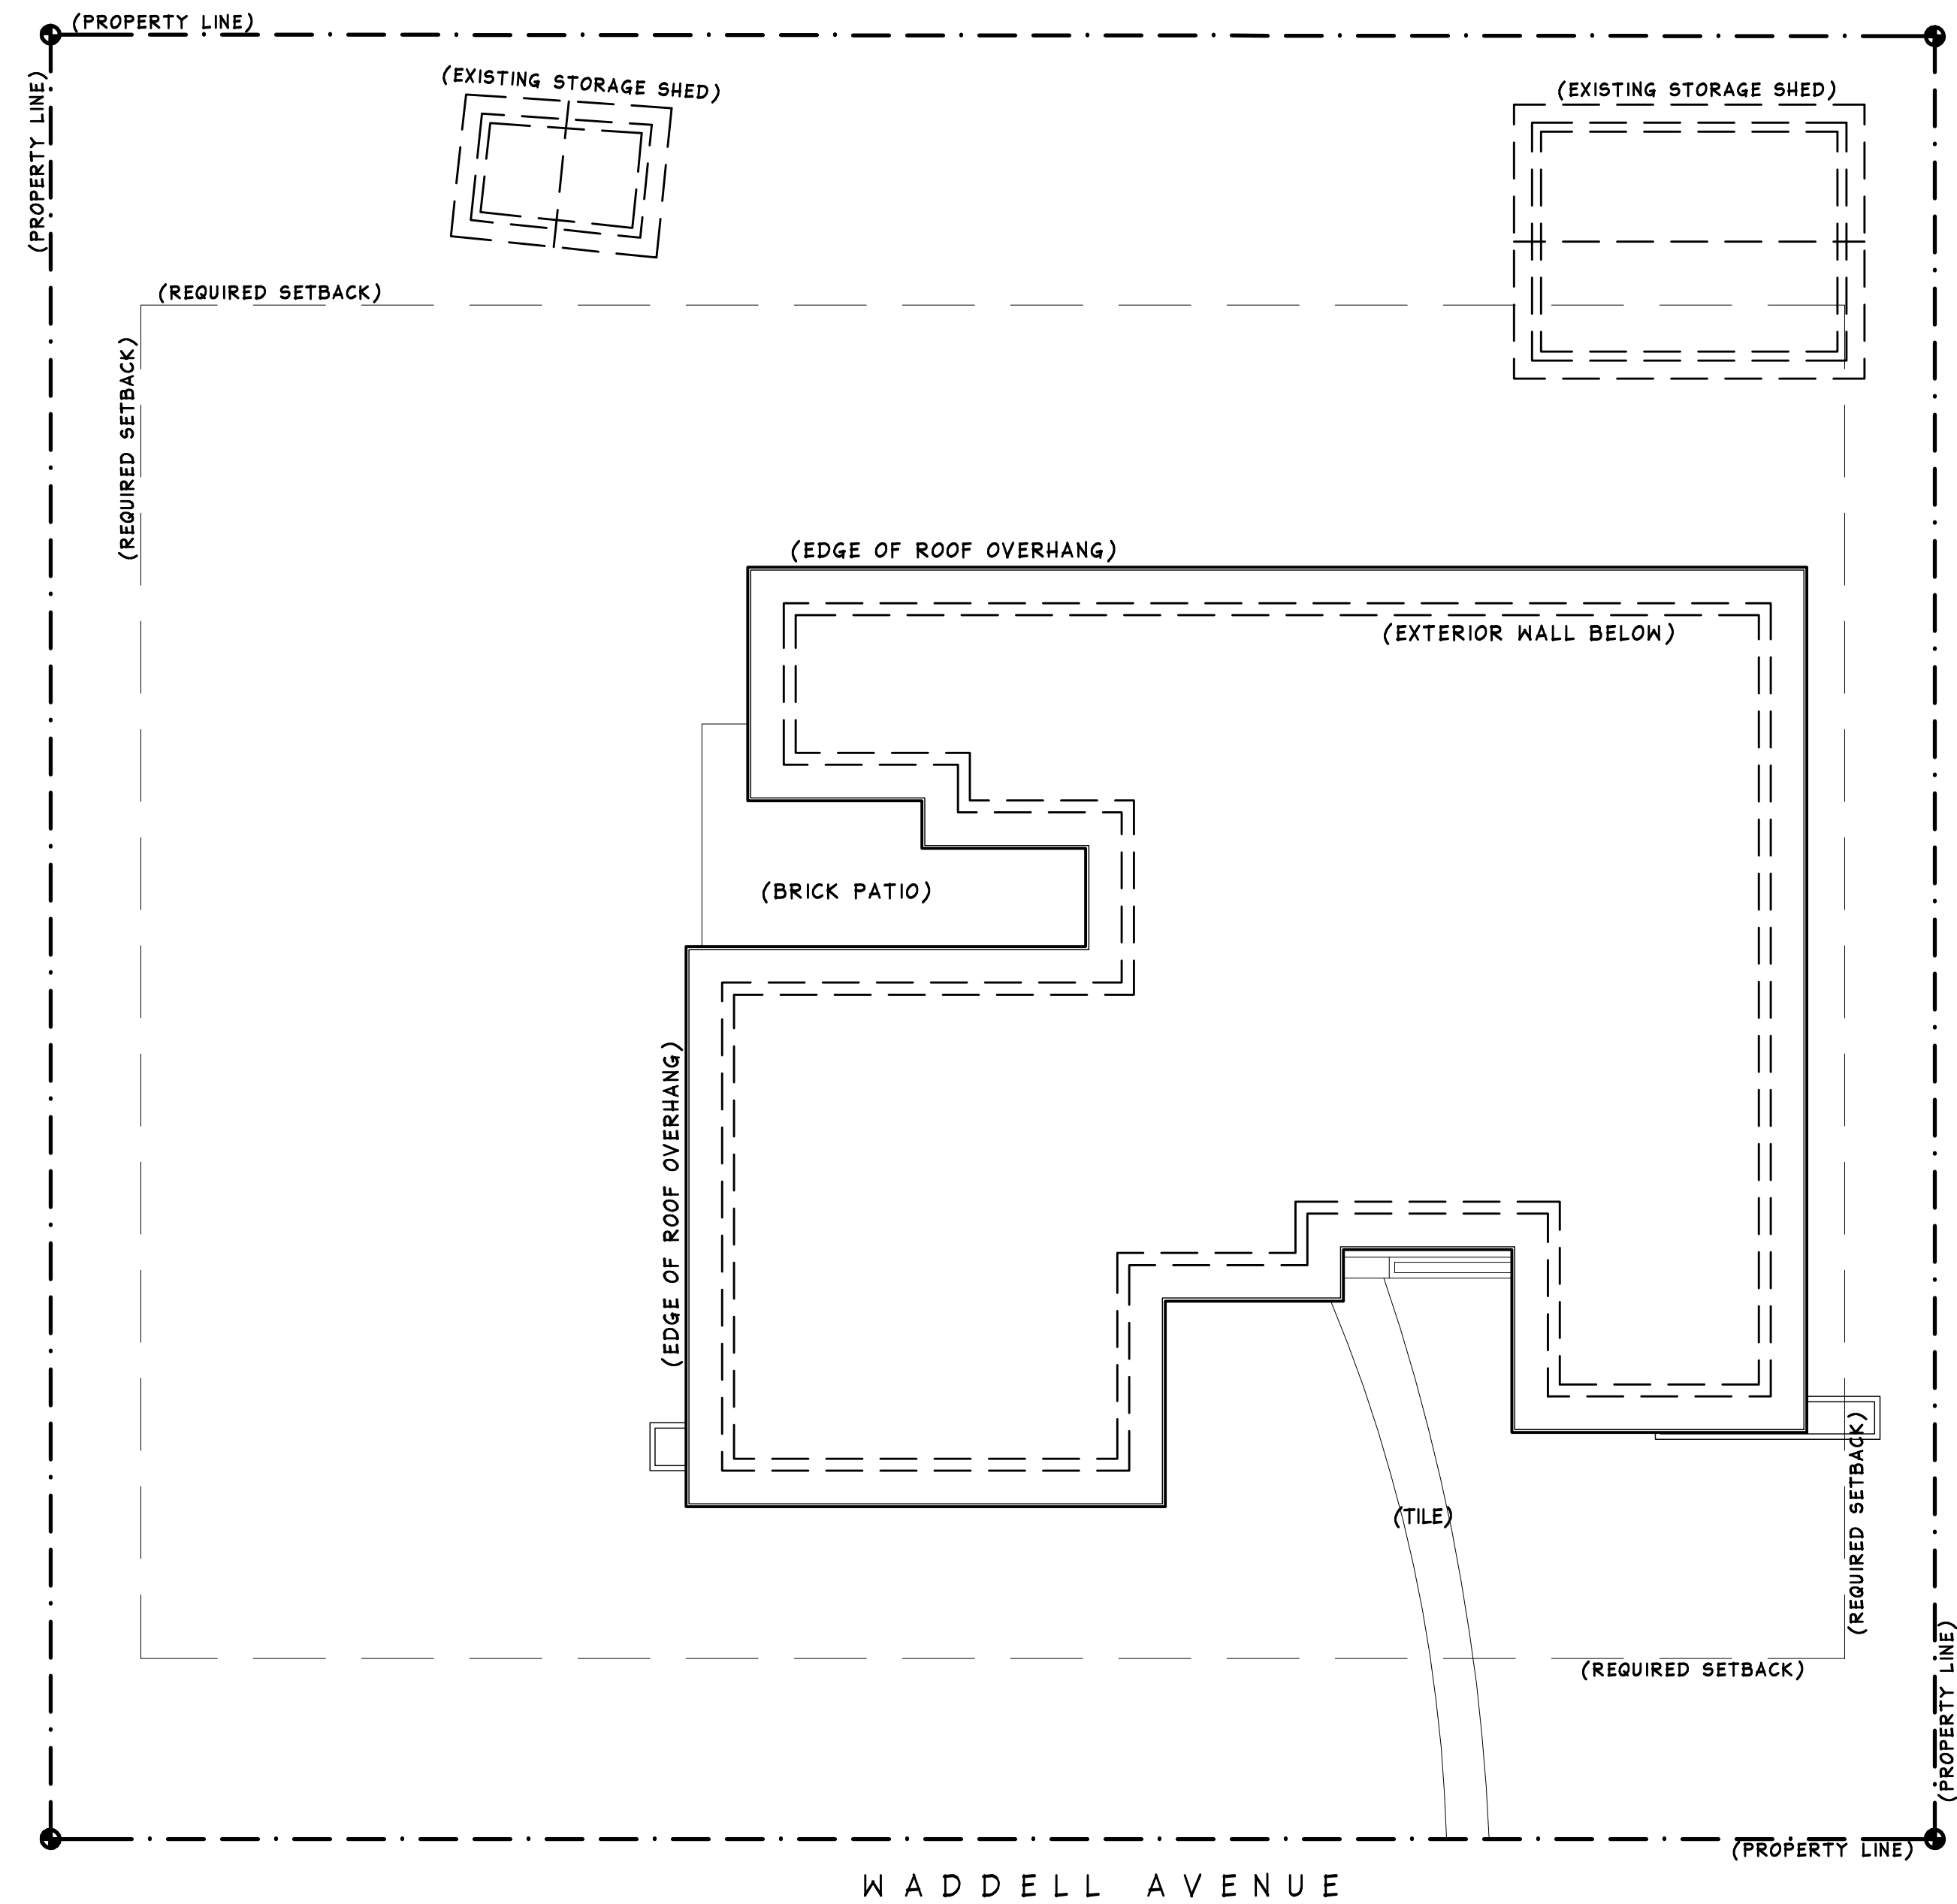 (PROPERTY LINE)
(PROPERTY LINE)
(EXISTING STORAGE SHED)
(EXISTING STORAGE SHED)
(REQUIRED SETBACK)
(REQUIRED SETBACK)
(EDGE OF ROOF OVERHANG)
(EXTERIOR WALL BELOW)
(BRICK PATIO)
(EDGE OF ROOF OVERHANG)
(TILE)
(REQUIRED SETBACK)
(REQUIRED SETBACK)
(PROPERTY LINE)
(PROPERTY LINE)
WADDELL AVENUE